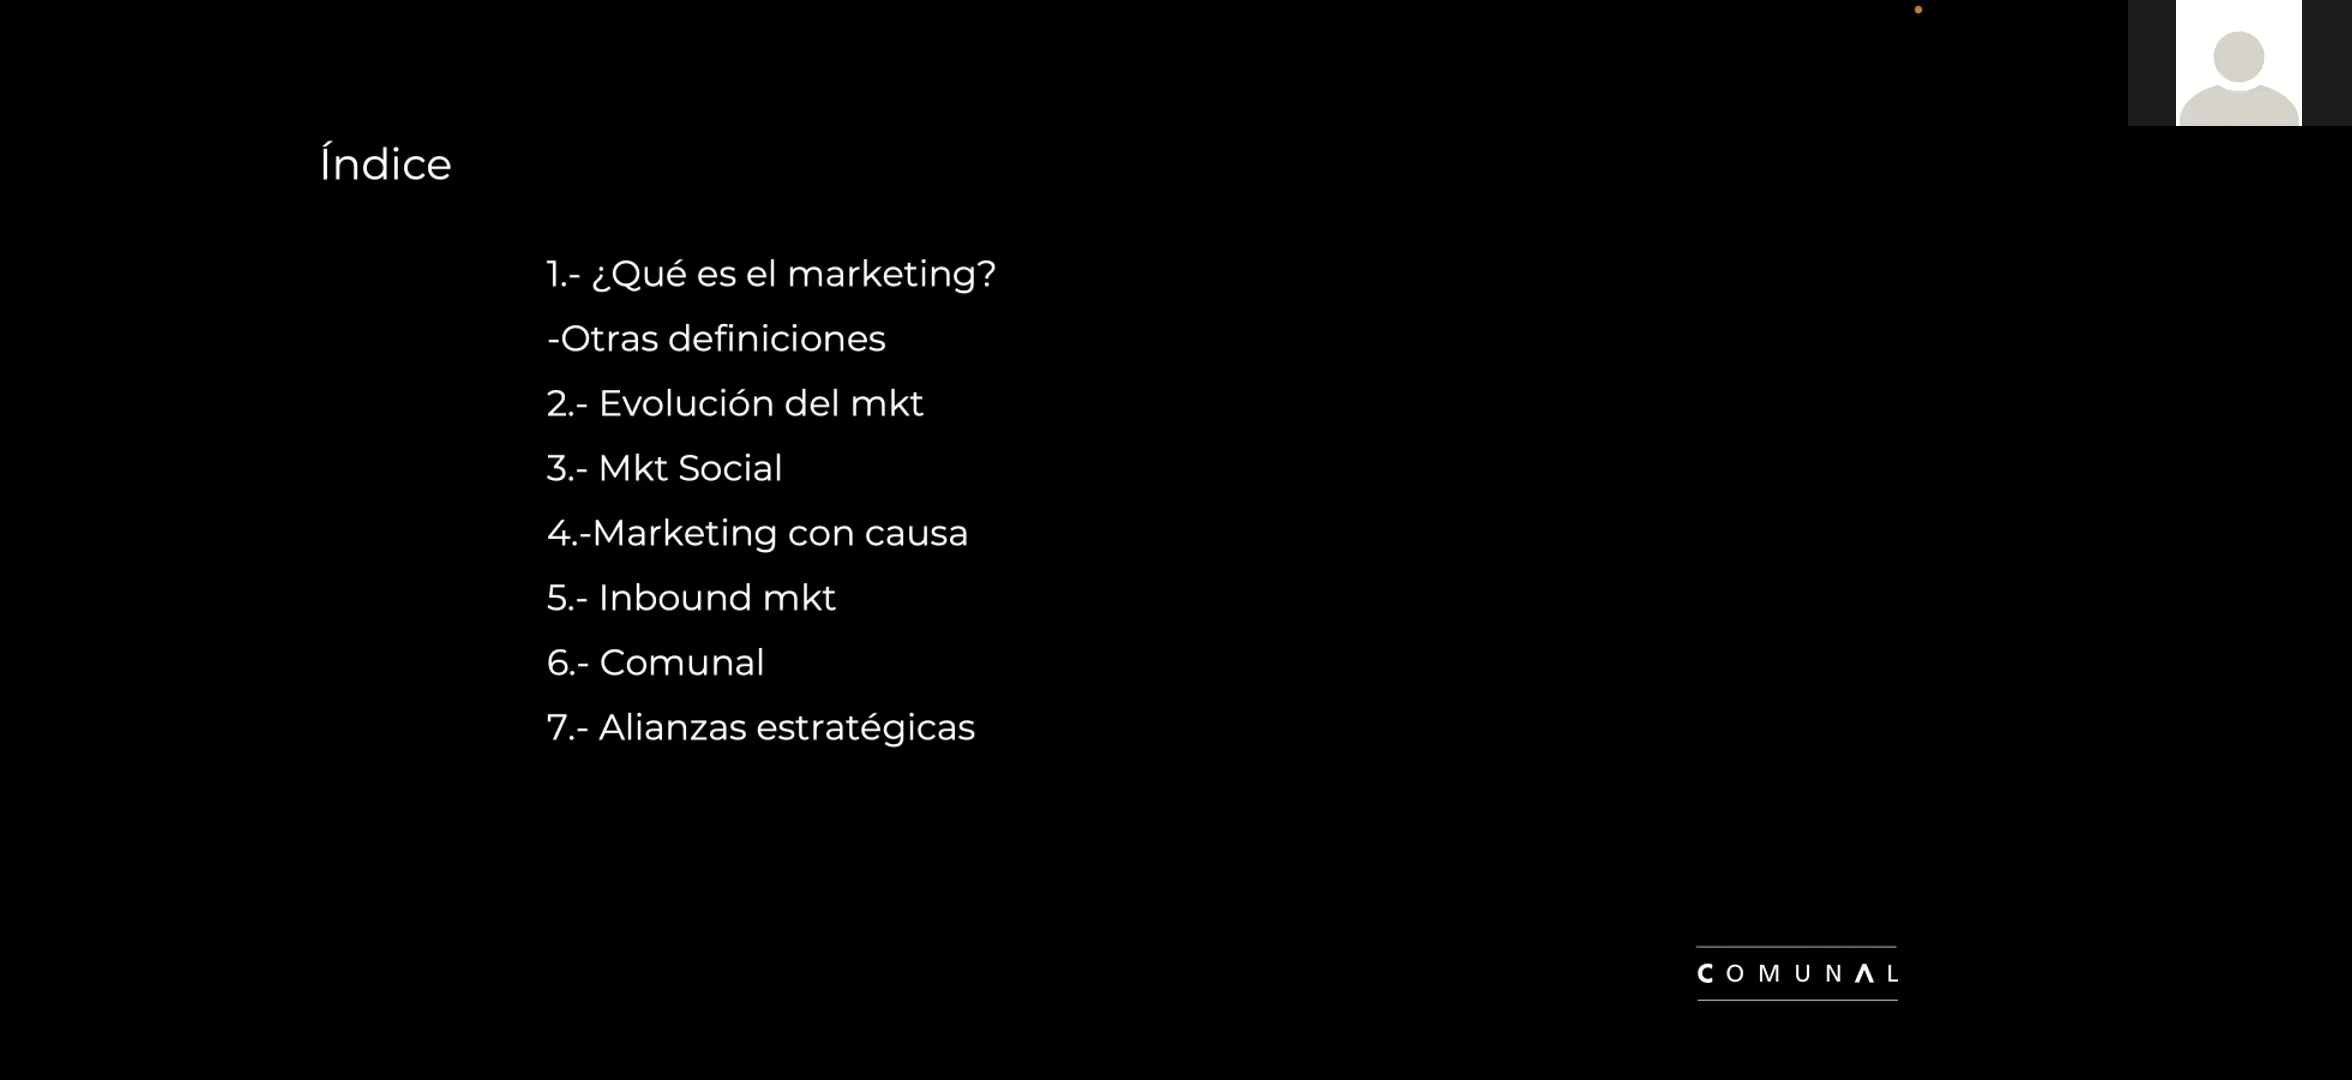 Índice
1.- ¿Qué es el marketing?
-Otras definiciones
2.- Evolución del mkt
3.- Mkt Social
4.-Marketing con causa
5.- Inbound mkt
6.- Comunal
7.- Alianzas estratégicas
COMUNAL